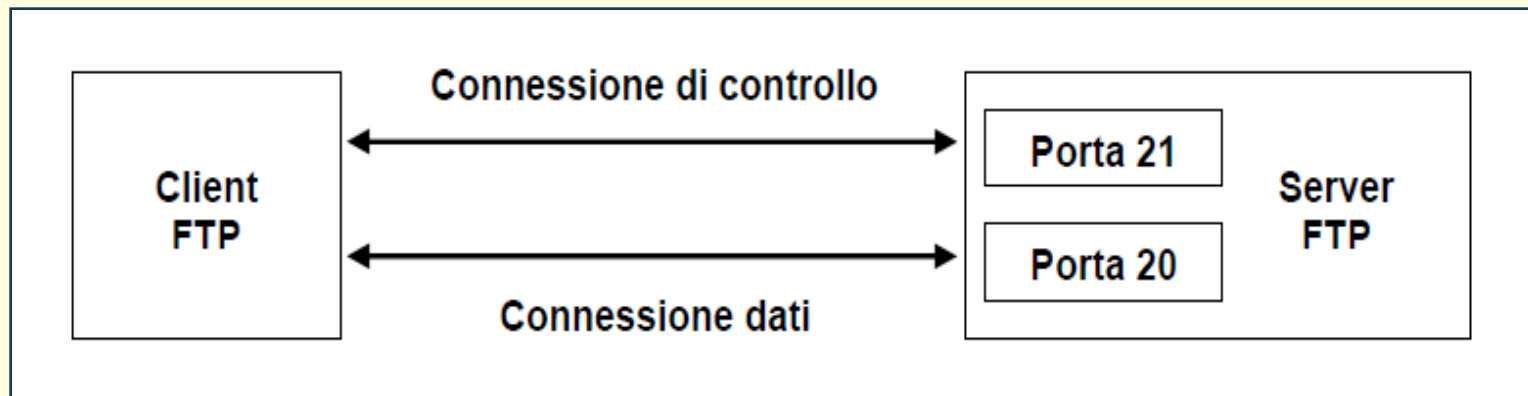 Connessione di controllo
Client
FTP
Porta 21
Porta 20
Server
FTP
Connessione dati